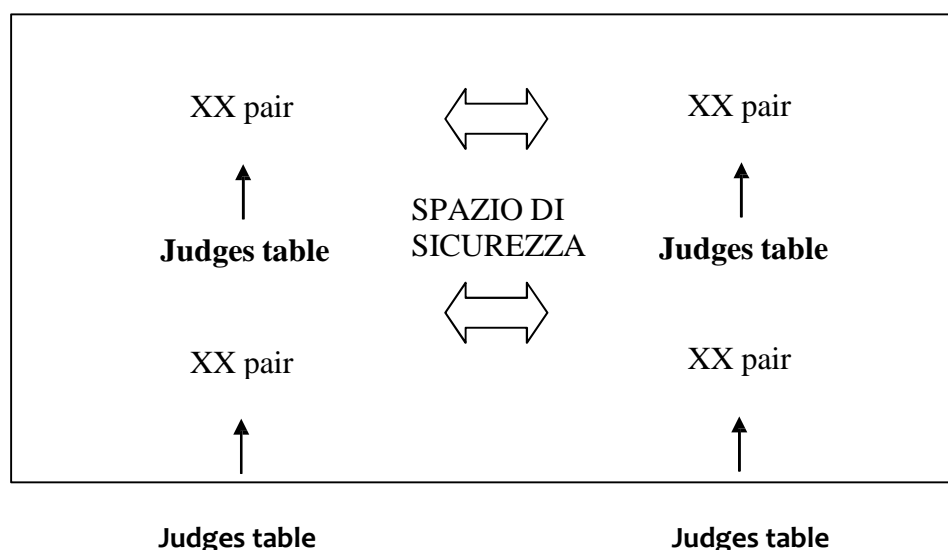 XX pair XX pair
SPAZIO DI
SICUREZZA
Judges table Judges table
XX pair XX pair
Judges table Judges table